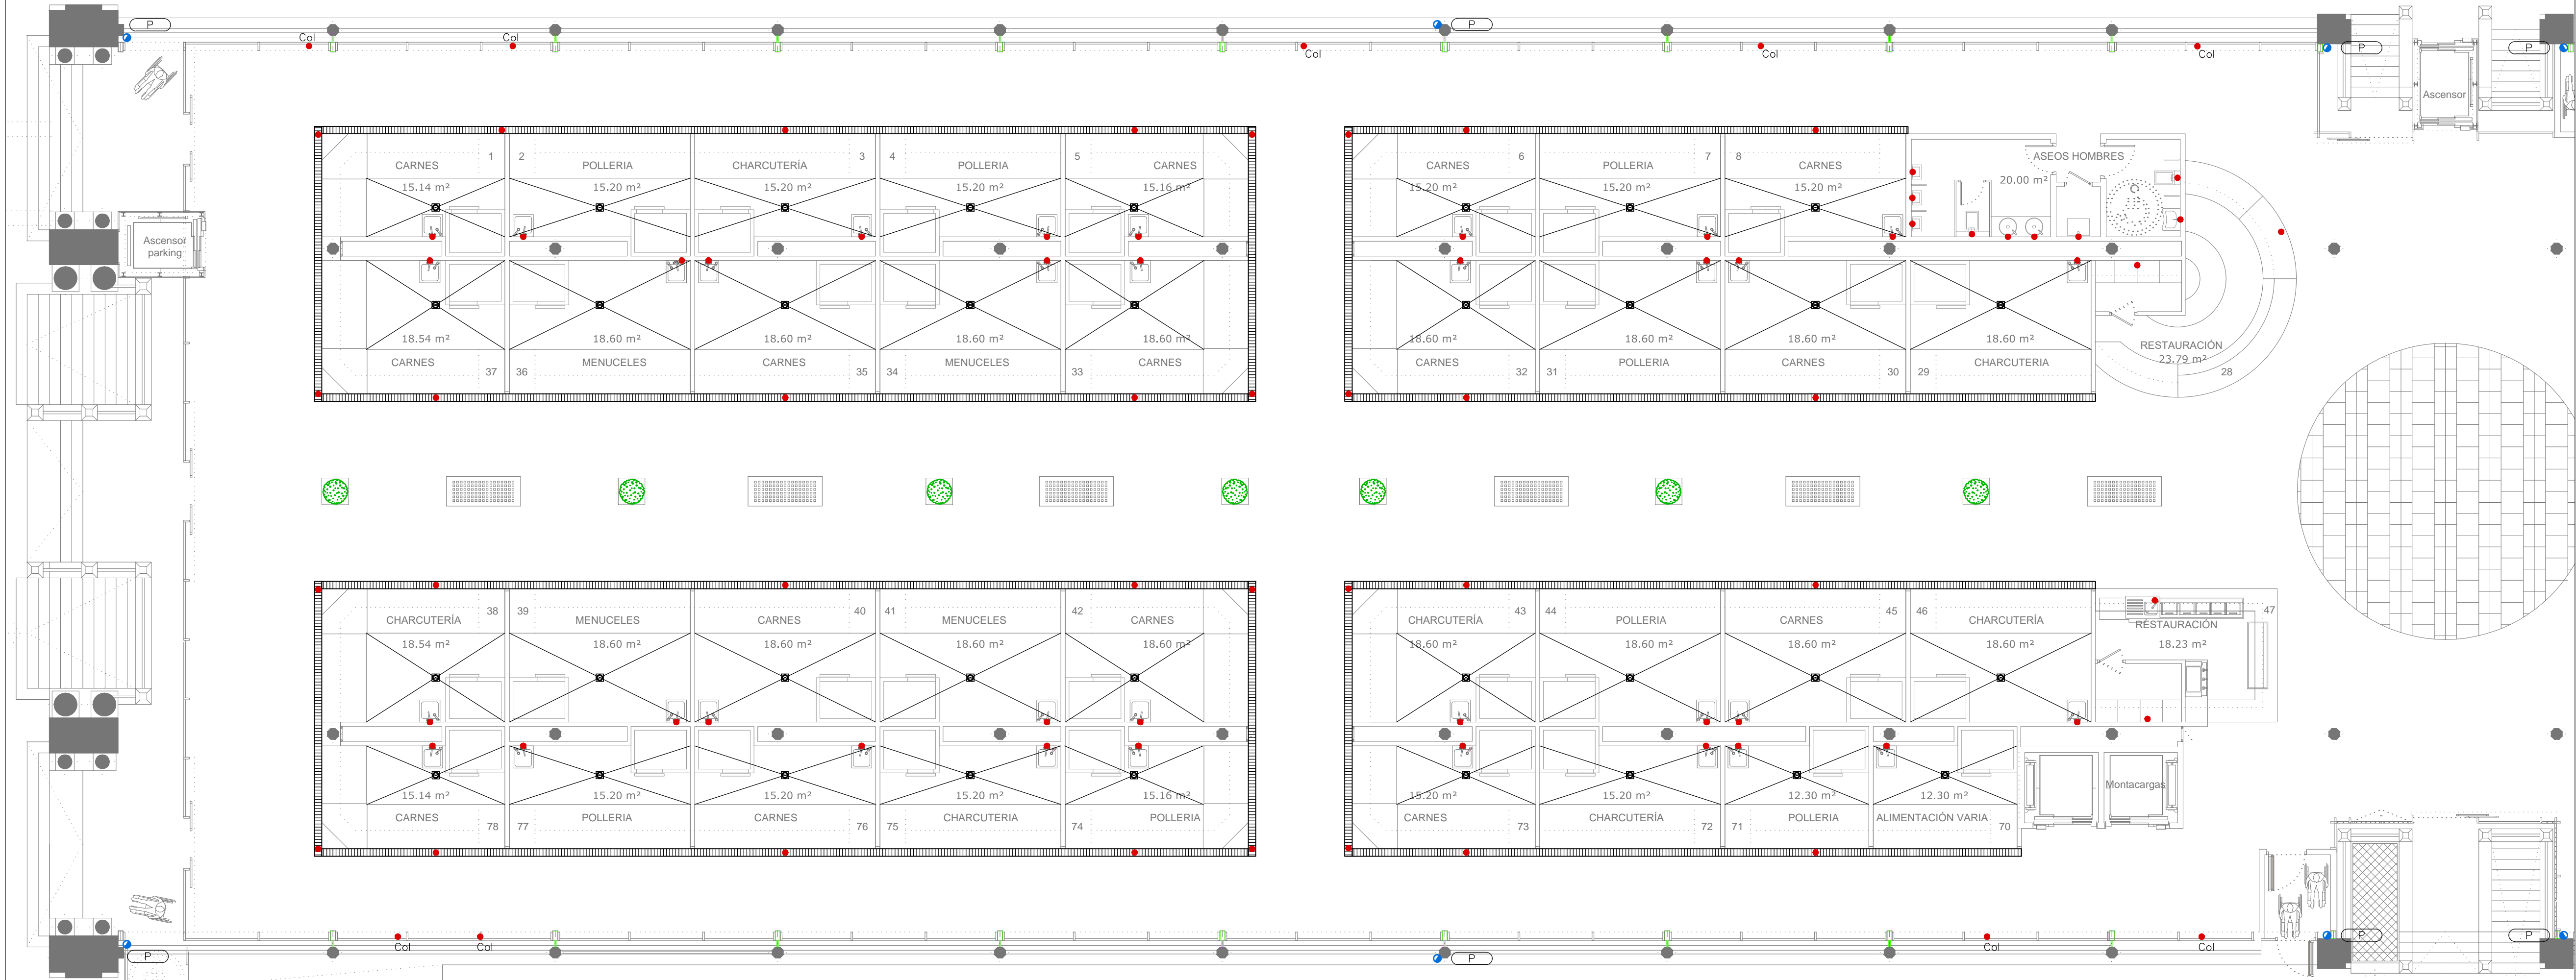 P
P
P
P
Col
Col
Col
Col
Col
Ascensor
1
2
3
4
5
6
7
8
CARNES
POLLERIA
CHARCUTERÍA
POLLERIA
CARNES
CARNES
POLLERIA
CARNES
ASEOS HOMBRES
15.14 m²
15.20 m²
15.20 m²
15.20 m²
15.16 m²
15.20 m²
15.20 m²
15.20 m²
20.00 m²
Ascensor
parking
18.54 m²
18.60 m²
18.60 m²
18.60 m²
18.60 m²
18.60 m²
18.60 m²
18.60 m²
18.60 m²
RESTAURACIÓN
23.79 m²
CARNES
MENUCELES
CARNES
MENUCELES
CARNES
CARNES
POLLERIA
CARNES
CHARCUTERIA
37
36
35
34
33
32
31
30
29
28
38
39
40
41
42
43
44
45
46
47
CHARCUTERÍA
MENUCELES
CARNES
MENUCELES
CARNES
CHARCUTERÍA
POLLERIA
CARNES
CHARCUTERÍA
RESTAURACIÓN
18.54 m²
18.60 m²
18.60 m²
18.60 m²
18.60 m²
18.60 m²
18.60 m²
18.60 m²
18.60 m²
18.23 m²
Montacargas
15.14 m²
15.20 m²
15.20 m²
15.20 m²
15.16 m²
15.20 m²
15.20 m²
12.30 m²
12.30 m²
CARNES
POLLERIA
CARNES
CHARCUTERIA
POLLERIA
CARNES
CHARCUTERÍA
POLLERIA
ALIMENTACIÓN VARIA
78
77
76
75
74
73
72
71
70
Col
Col
Col
Col
P
P
P
P